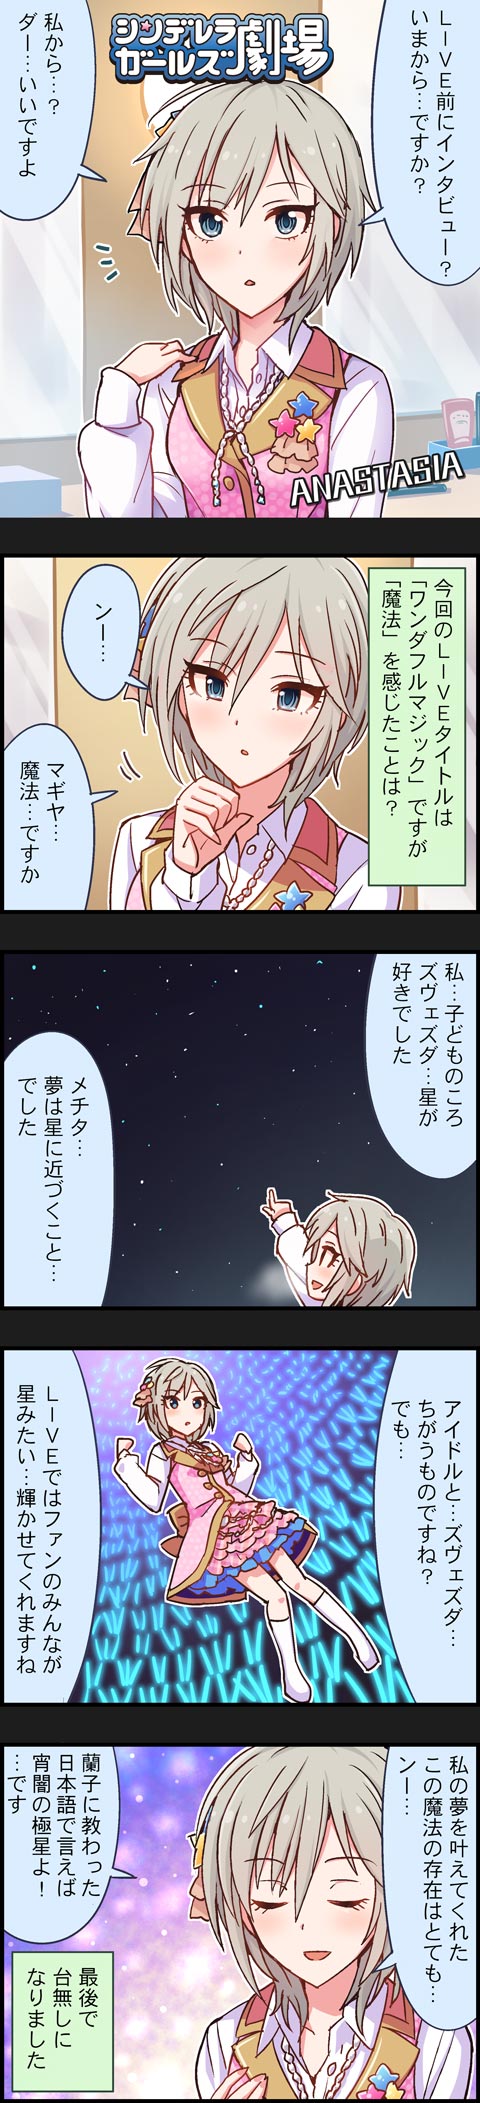 シンデレラ
ガールズ劇場
LIVE前にインタビュー?
いまから…ですか?
私から…?
ダー…いいですよ
ANASTASIA
今回のLIVEタイトルは
「ワンダフルマジック」ですが
「魔法」を感じたことは?
ンー…
マギヤ…
魔法…ですか
私…子どものころ
ズヴェズダ…星が
好きでした
メチタ…
夢は星に近づくこと…
でした
アイドルと…ズヴェズダ…
ちがうものですね?
でも…
LIVEではファンのみんなが
星みたい…輝かせてくれますね
私の夢を叶えてくれた
この魔法の存在はとても…
ンー…
蘭子に教わった
日本語で言えば
宵闇の極星よ!
…です
最後で
台無しに
なりました